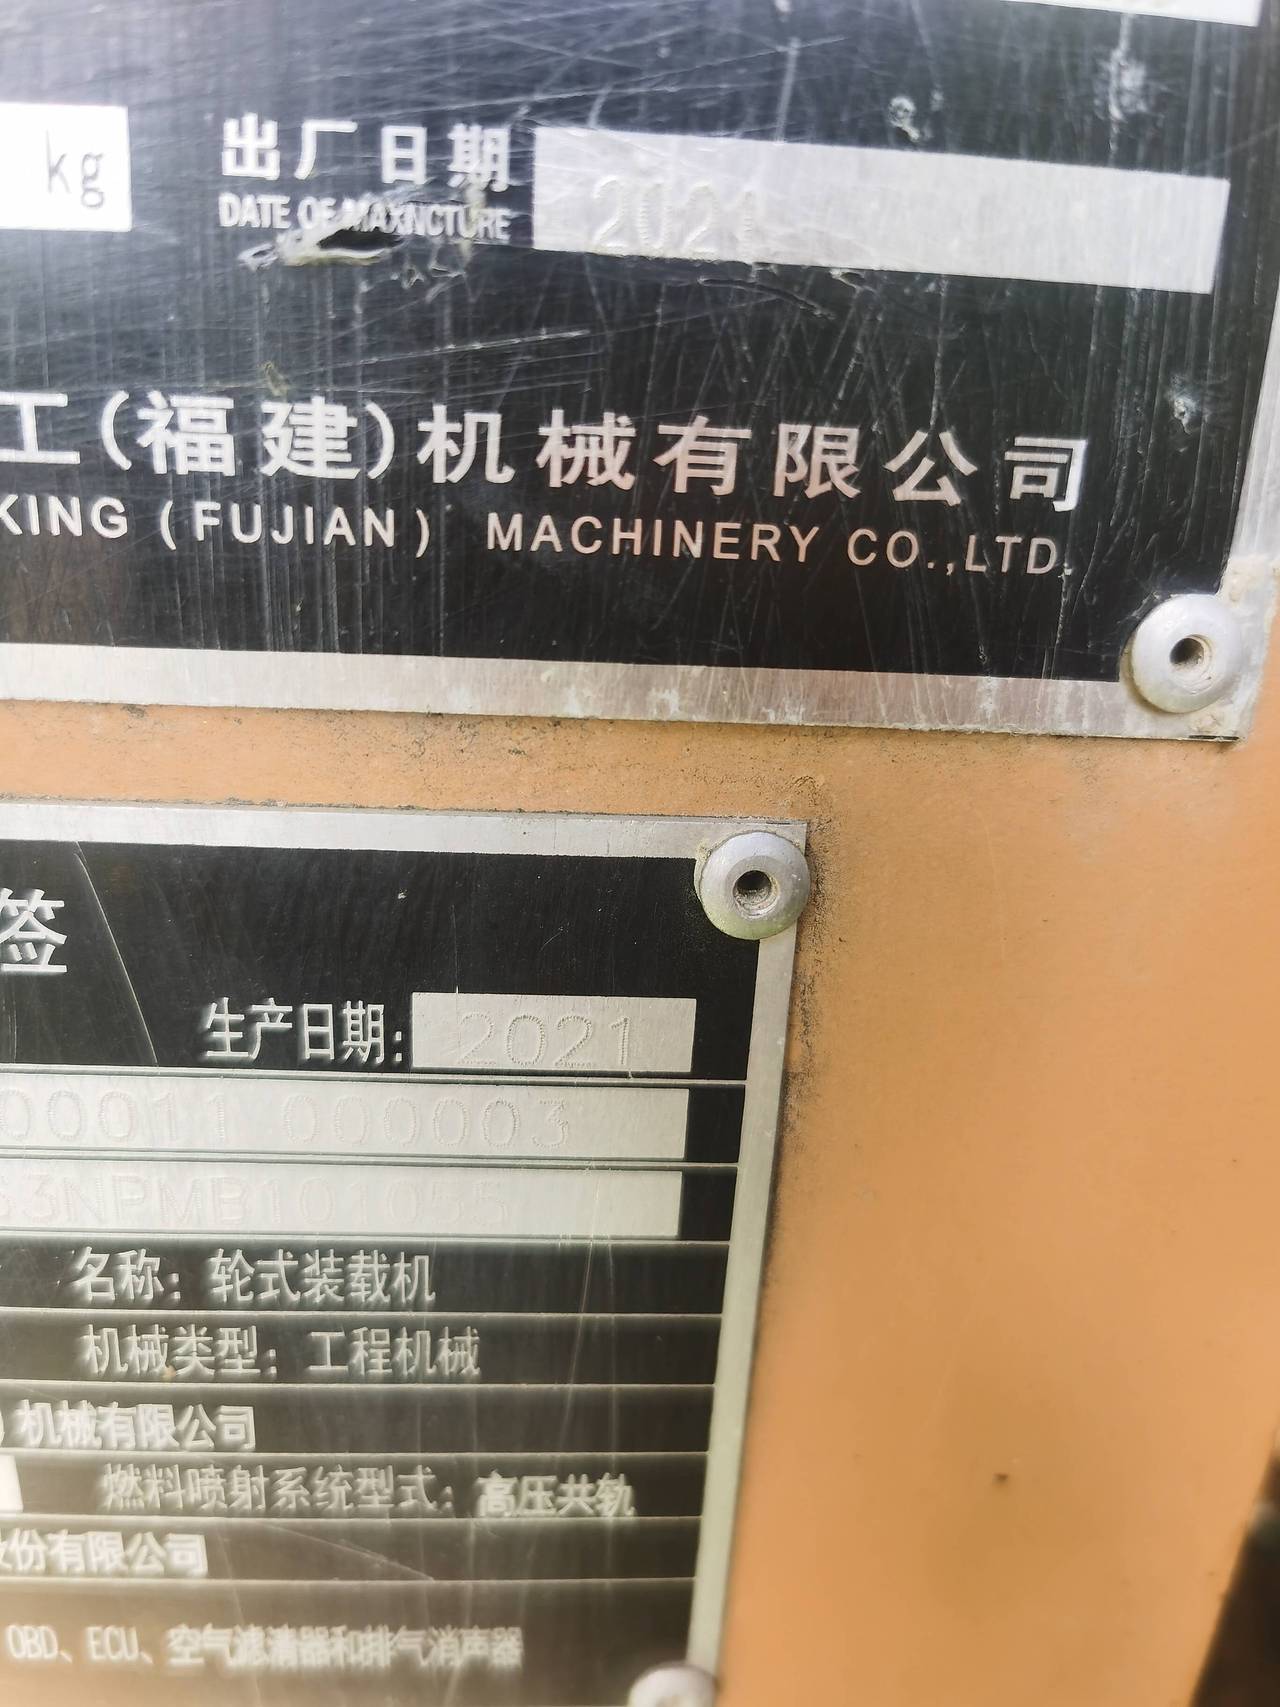 kg 出厂日期 2021
DATE OF MAXNCTURE
工(福建)机械有限公司
KING (FUJIAN) MACHINERY CO.,LTD.
签
生产日期: 2021
00011 000003
63NPMB101055
名称: 轮式装载机
机械类型: 工程机械
)机械有限公司
燃料喷射系统型式: 高压共轨
份有限公司
OBD、ECU、空气滤清器和排气消声器